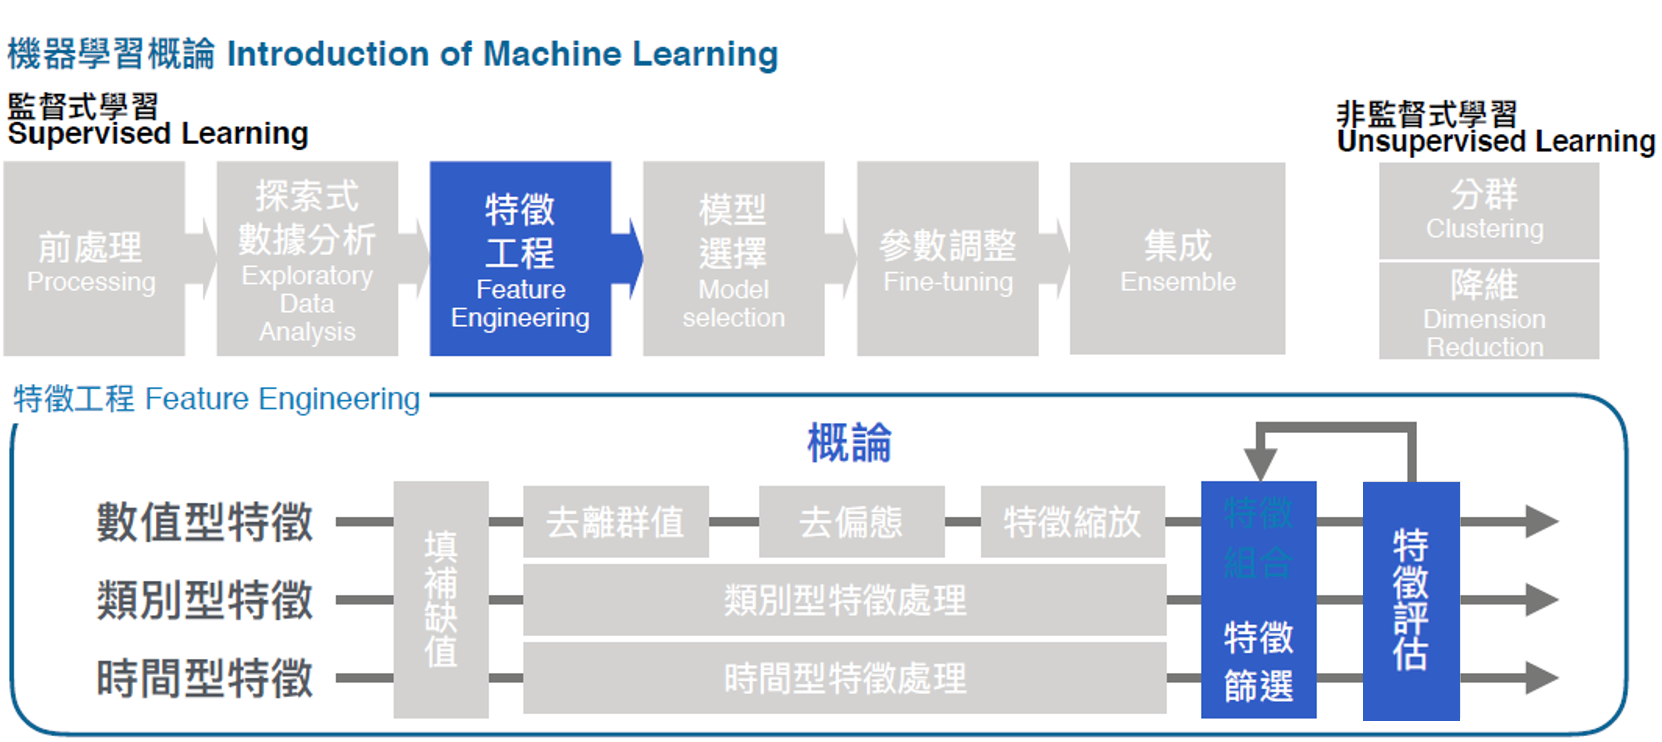 機器學習概論 Introduction of Machine Learning
監督式學習
Supervised Learning
非監督式學習
Unsupervised Learning
前處理
Processing
探索式
數據分析
Exploratory
Data
Analysis
特徵
工程
Feature
Engineering
模型
選擇
Model
selection
參數調整
Fine-tuning
集成
Ensemble
分群
Clustering
降維
Dimension
Reduction
特徵工程 Feature Engineering
概論
數值型特徵
類別型特徵
時間型特徵
填補缺值
去離群值
去偏態
特徵縮放
類別型特徵處理
時間型特徵處理
特徵
組合
特徵
篩選
特徵評估